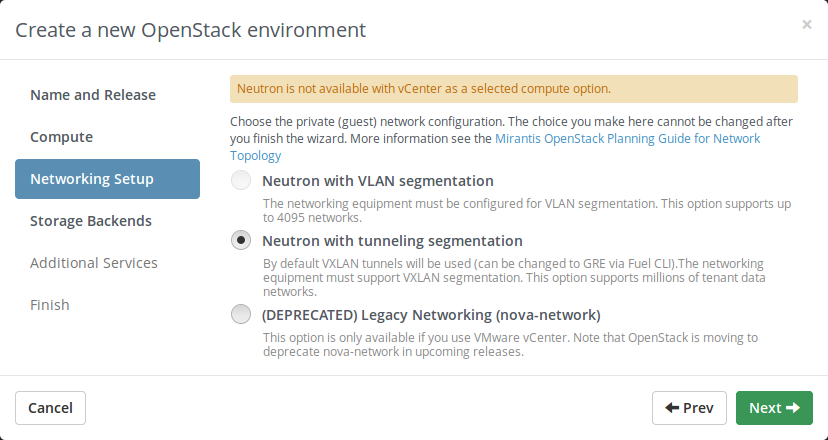 Create a new OpenStack environment
×
Name and Release
Compute
Networking Setup
Storage Backends
Additional Services
Finish
Neutron is not available with vCenter as a selected compute option.
Choose the private (guest) network configuration. The choice you make here cannot be changed after
you finish the wizard. More information see the Mirantis OpenStack Planning Guide for Network
Topology
Neutron with VLAN segmentation
The networking equipment must be configured for VLAN segmentation. This option supports up
to 4095 networks.
Neutron with tunneling segmentation
By default VXLAN tunnels will be used (can be changed to GRE via Fuel CLI).The networking
equipment must support VXLAN segmentation. This option supports millions of tenant data
networks.
(DEPRECATED) Legacy Networking (nova-network)
This option is only available if you use VMware vCenter. Note that OpenStack is moving to
deprecate nova-network in upcoming releases.
Cancel
Prev
Next